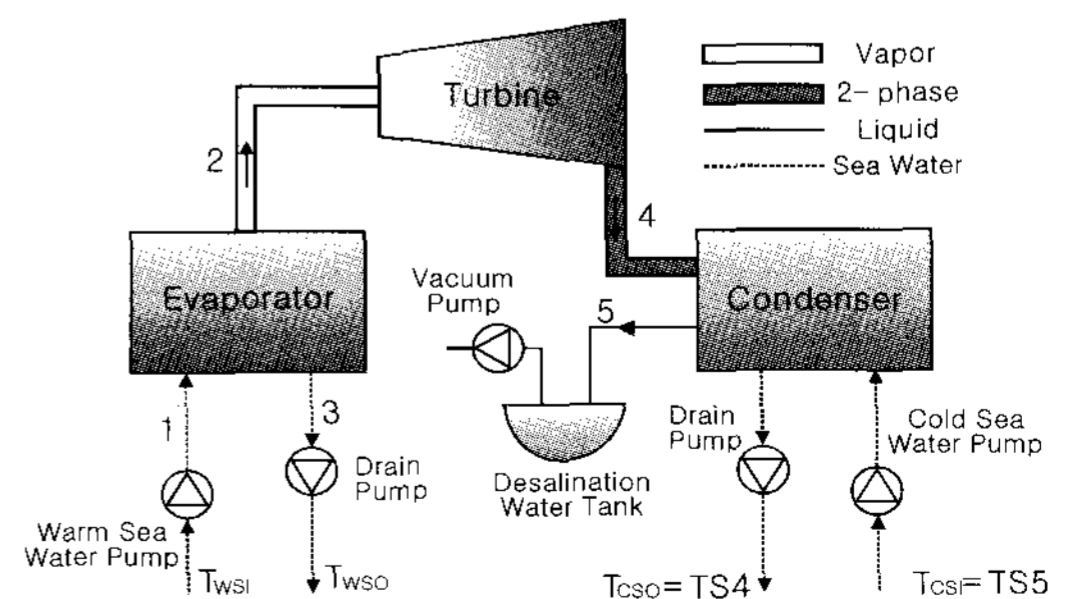 Turbine
Vapor
2- phase
Liquid
Sea Water
2
4
Evaporator
Vacuum
Pump
5
Condenser
1
3
Drain
Pump
Desalination
Water Tank
Drain
Pump
Cold Sea
Water Pump
Warm Sea
Water Pump
TWSI
TWSO
TCSO= TS4
TCSI= TS5